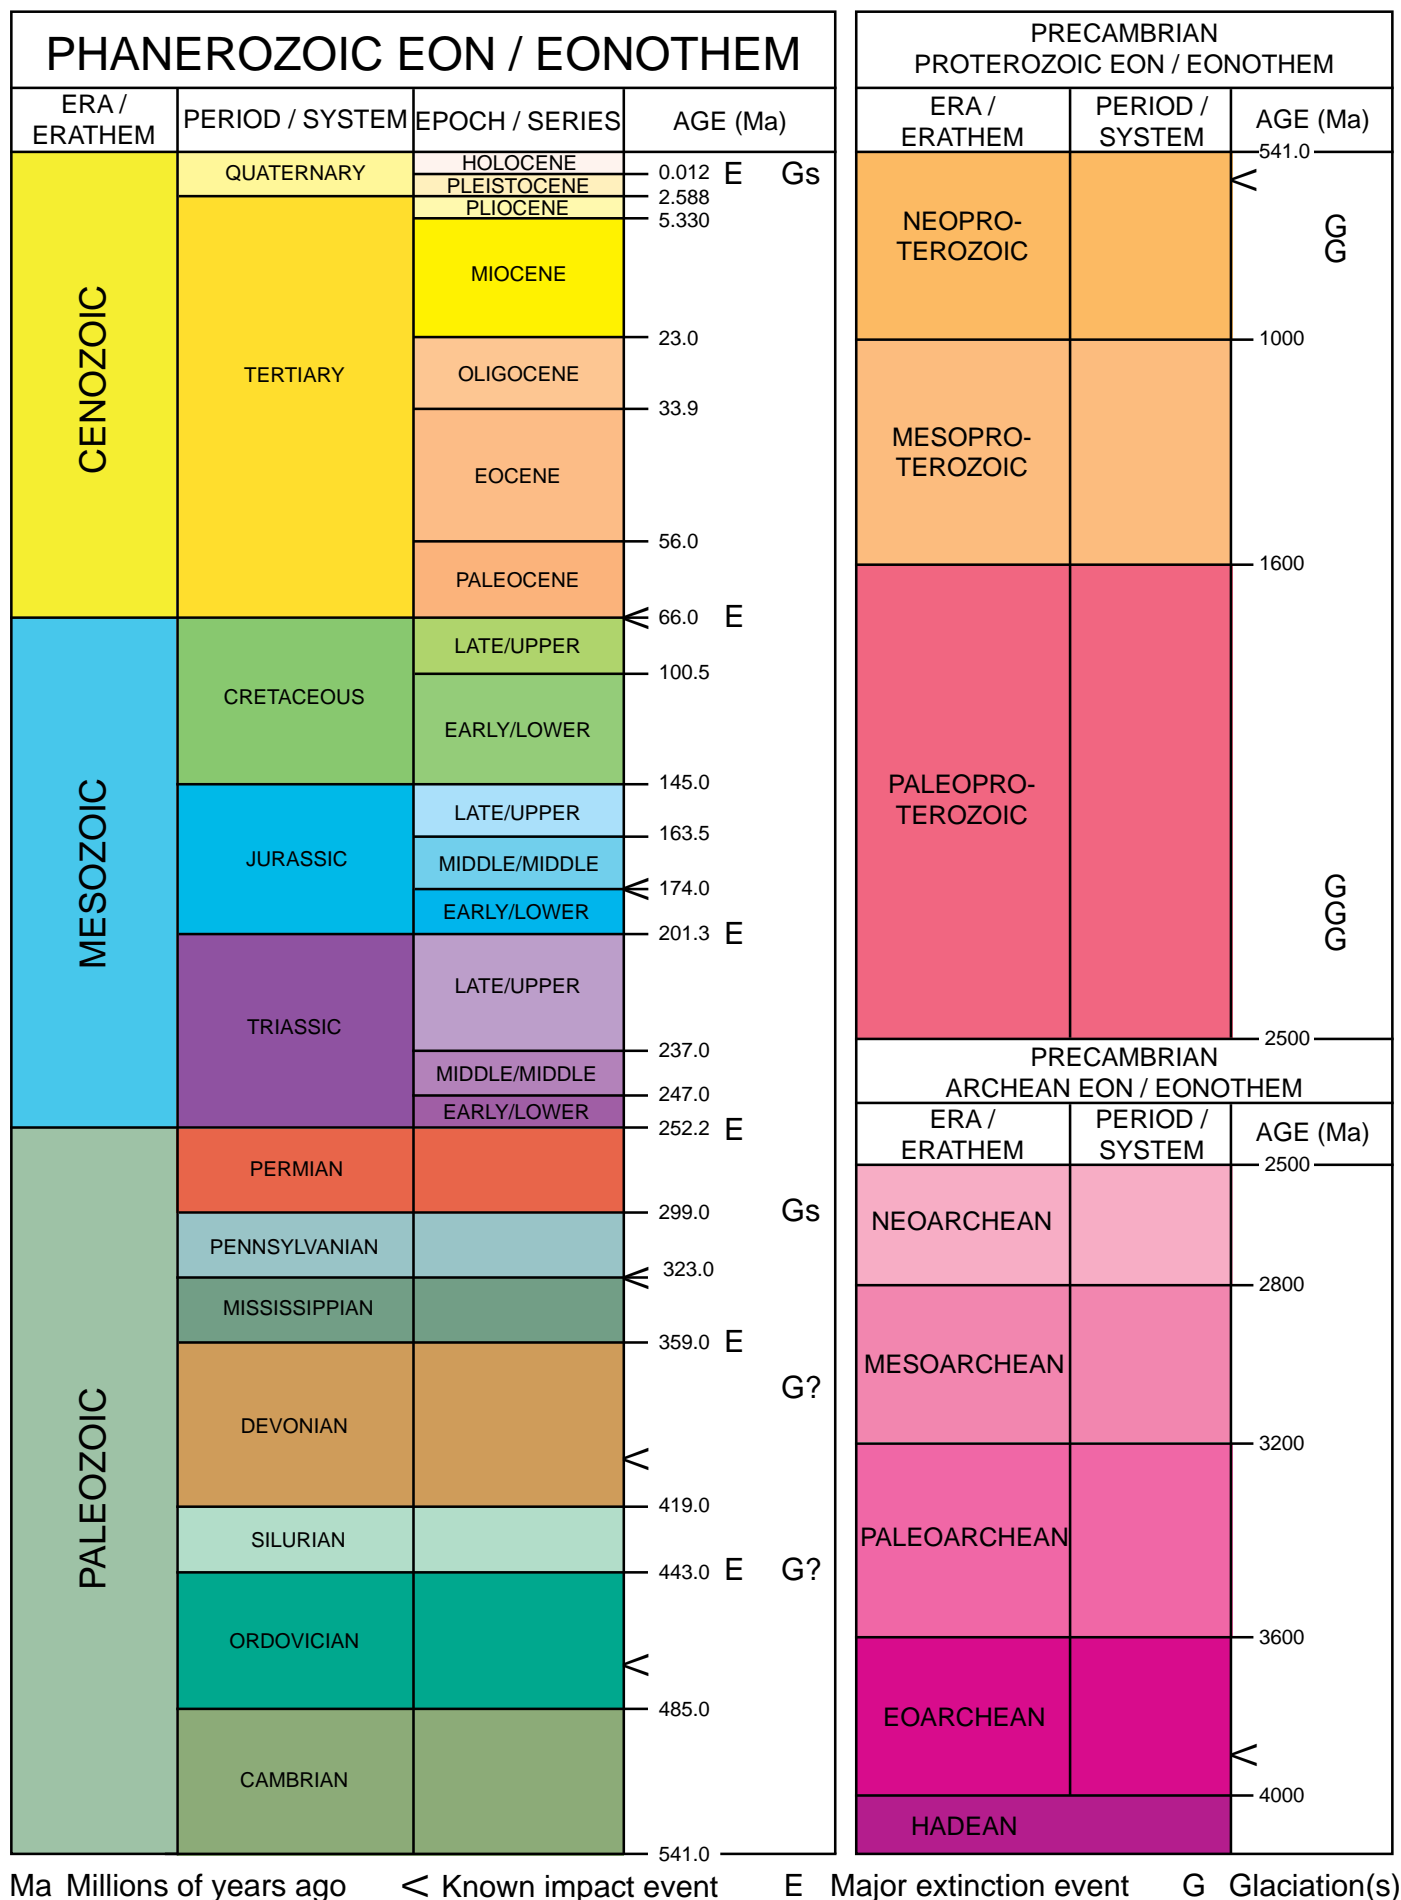 PHANEROZOIC EON / EONOTHEM
ERA /
ERATHEM
PERIOD / SYSTEM
EPOCH / SERIES
AGE (Ma)
CENOZOIC
QUATERNARY
HOLOCENE
0.012 E Gs
PLEISTOCENE
2.588
TERTIARY
PLIOCENE
5.330
MIOCENE
23.0
OLIGOCENE
33.9
EOCENE
56.0
PALEOCENE
< 66.0 E
MESOZOIC
CRETACEOUS
LATE/UPPER
100.5
EARLY/LOWER
145.0
JURASSIC
LATE/UPPER
163.5
MIDDLE/MIDDLE
< 174.0
EARLY/LOWER
201.3 E
TRIASSIC
LATE/UPPER
237.0
MIDDLE/MIDDLE
247.0
EARLY/LOWER
252.2 E
PALEOZOIC
PERMIAN
299.0 Gs
PENNSYLVANIAN
< 323.0
MISSISSIPPIAN
359.0 E
G?
DEVONIAN
<
419.0
SILURIAN
443.0 E G?
ORDOVICIAN
<
485.0
CAMBRIAN
541.0
PRECAMBRIAN
PROTEROZOIC EON / EONOTHEM
ERA /
ERATHEM
PERIOD /
SYSTEM
AGE (Ma)
541.0
<
NEOPRO-
TEROZOIC
G
G
1000
MESOPRO-
TEROZOIC
1600
PALEOPRO-
TEROZOIC
G
G
G
2500
PRECAMBRIAN
ARCHEAN EON / EONOTHEM
ERA /
ERATHEM
PERIOD /
SYSTEM
AGE (Ma)
2500
NEOARCHEAN
2800
MESOARCHEAN
3200
PALEOARCHEAN
3600
EOARCHEAN
<
4000
HADEAN
Ma Millions of years ago < Known impact event E Major extinction event G Glaciation(s)